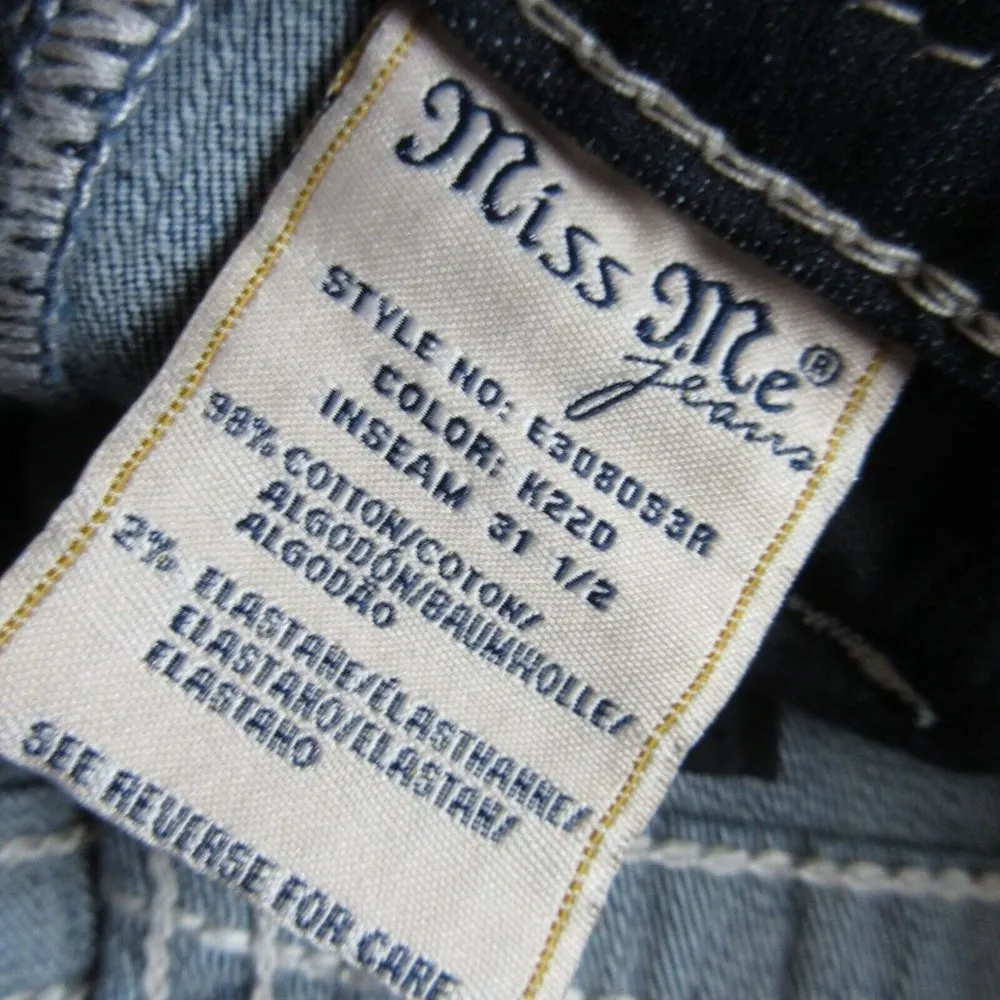 Miss Me®
Jeans
STYLE NO: E3080S3R
COLOR: K22D
INSEAM 31 1/2
98% COTTON/COTON/
ALGODÓN/BAUMWOLLE/
ALGODÃO
2% ELASTANE/ÉLASTHANNE/
ELASTANO/ELASTAN/
ELASTANO
SEE REVERSE FOR CARE